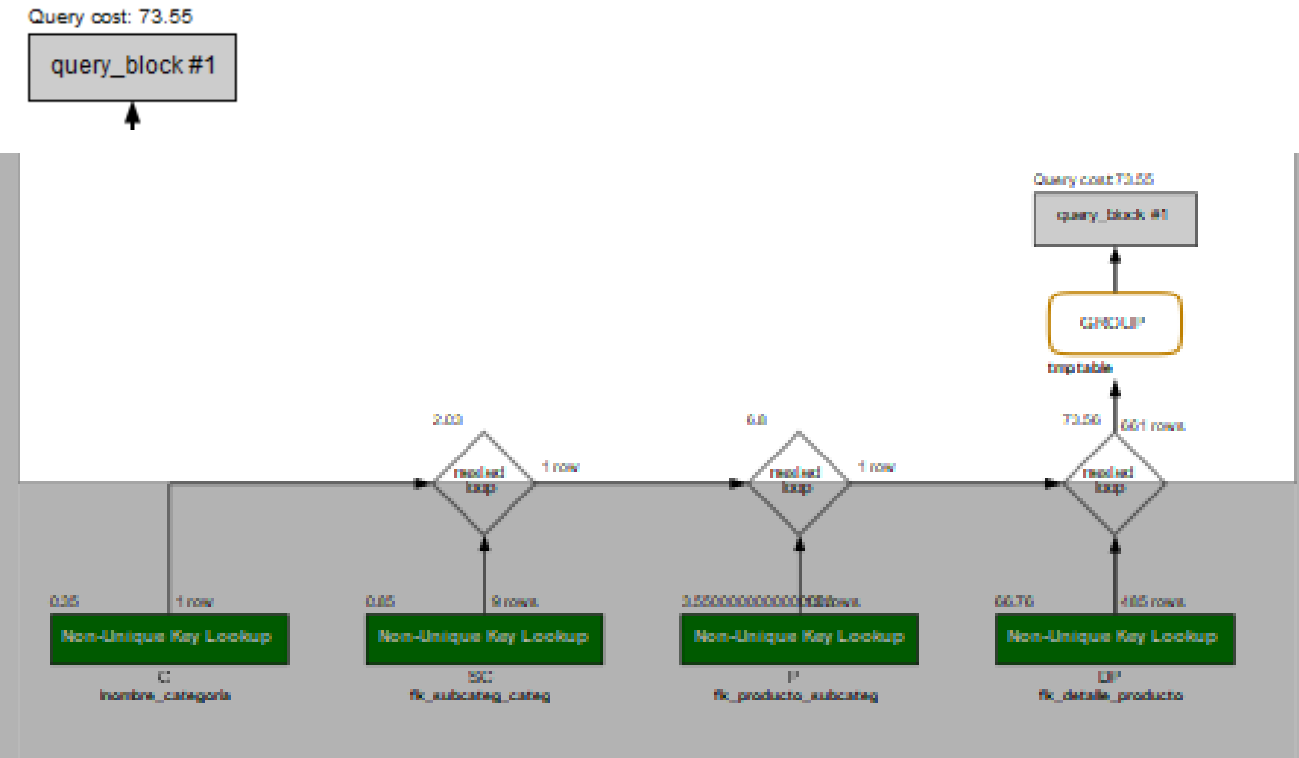 Query cost: 73.55
query_block #1
Query cost: 73.55
query_block #1
GROUP
tmp table
2.03
nested
loop
1 row
6.8
nested
loop
1 row
73.56
661 rows
nested
loop
0.35
1 row
Non-Unique Key Lookup
C
inombre_categoria
0.85
9 rows
Non-Unique Key Lookup
SC
fk_subcateg_categ
rows
Non-Unique Key Lookup
P
fk_producto_subcateg
66.76
485 rows
Non-Unique Key Lookup
DP
fk_detalle_producto